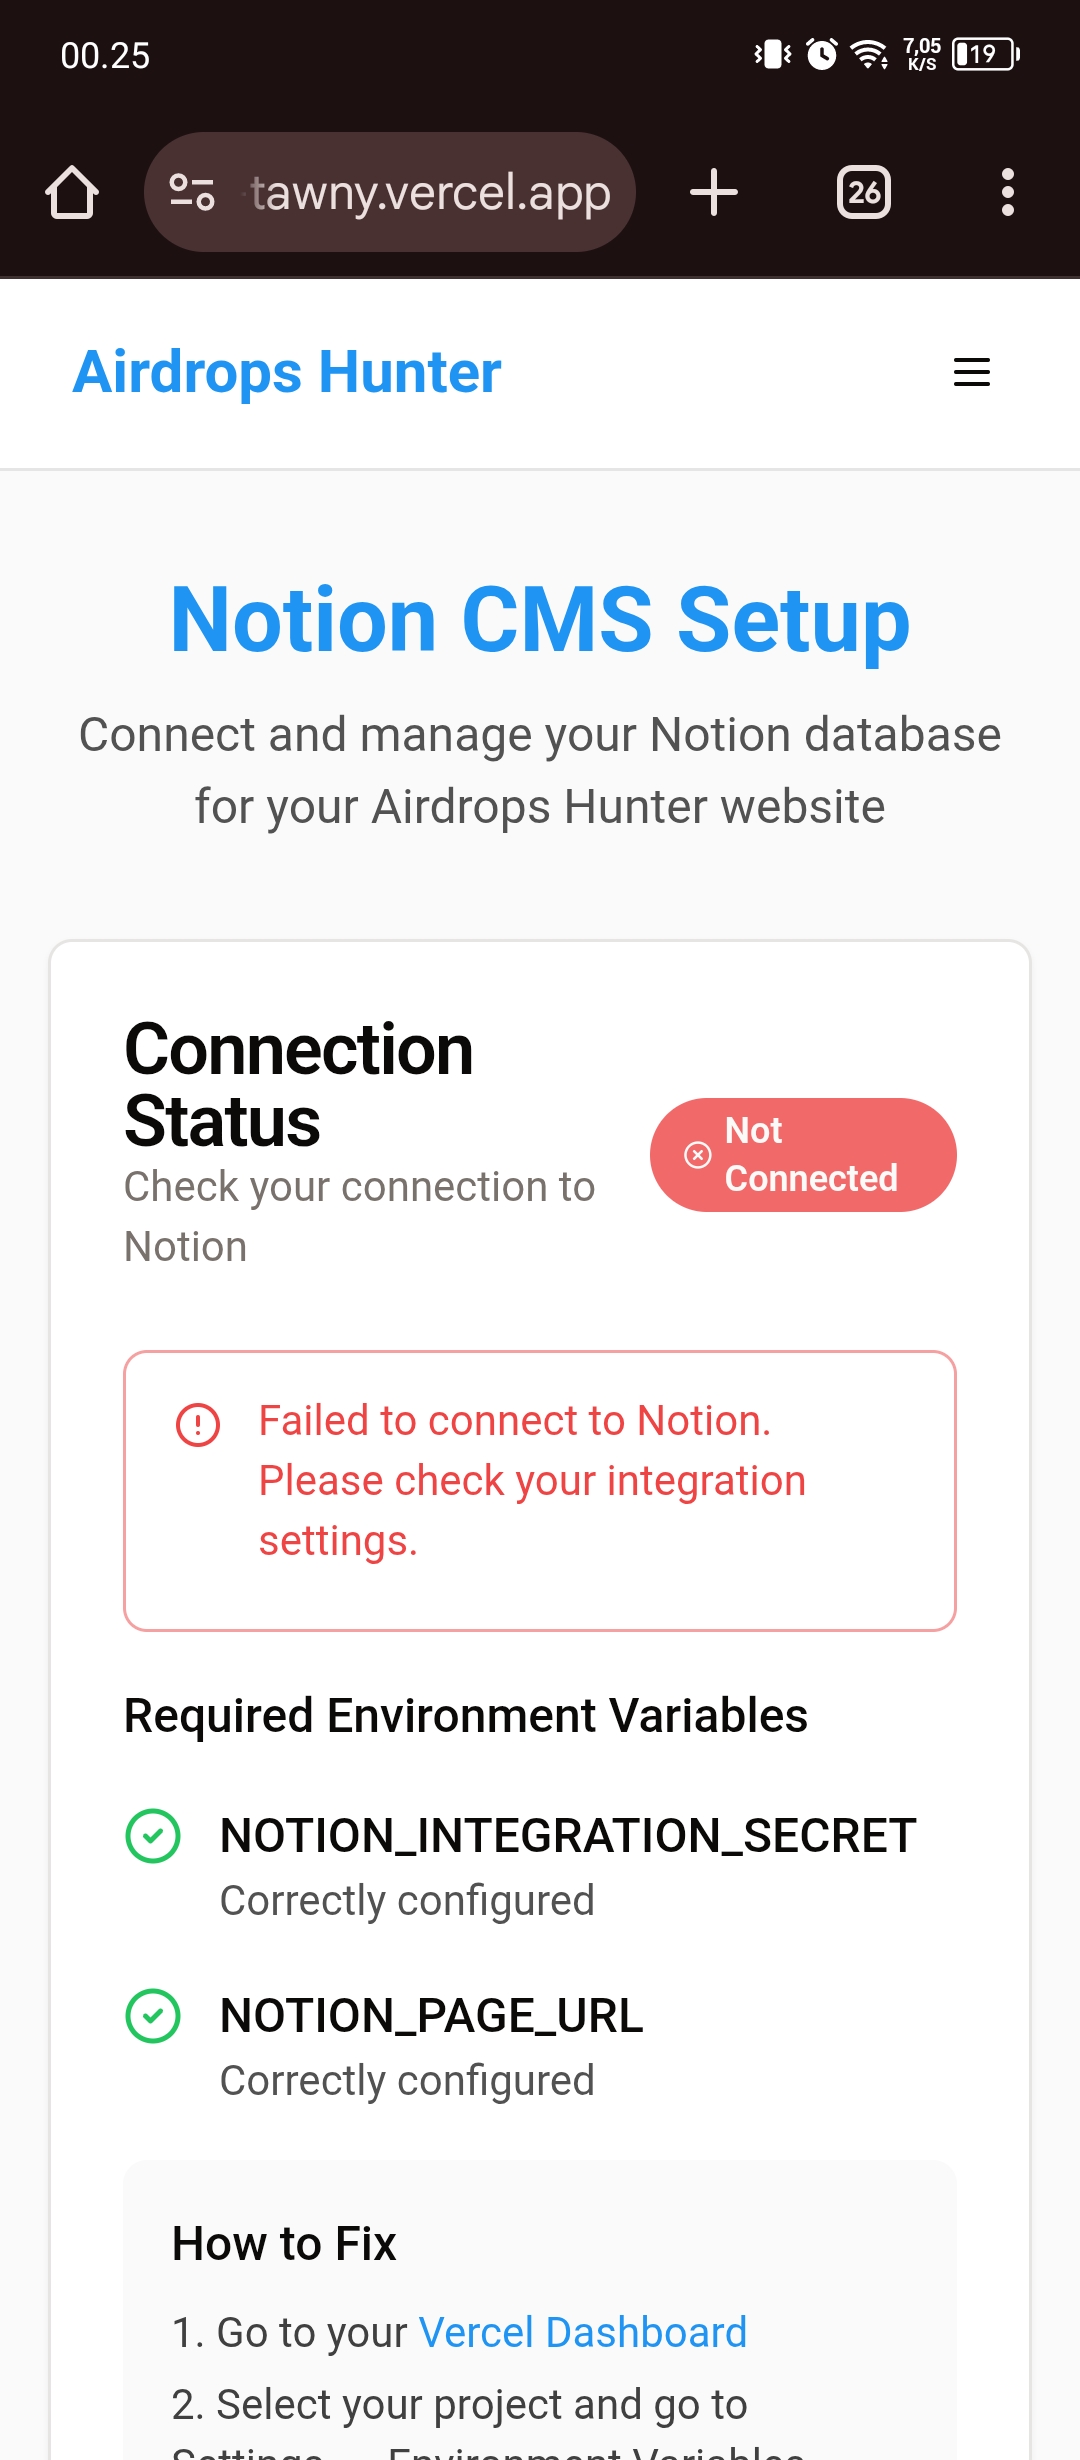 00.25
7,05
K/S
19
tawny.vercel.app
26
Airdrops Hunter
Notion CMS Setup
Connect and manage your Notion database
for your Airdrops Hunter website
Connection
Status
Check your connection to
Notion
Not
Connected
Failed to connect to Notion.
Please check your integration
settings.
Required Environment Variables
NOTION_INTEGRATION_SECRET
Correctly configured
NOTION_PAGE_URL
Correctly configured
How to Fix
1. Go to your Vercel Dashboard
2. Select your project and go to
Settings Environment Variables